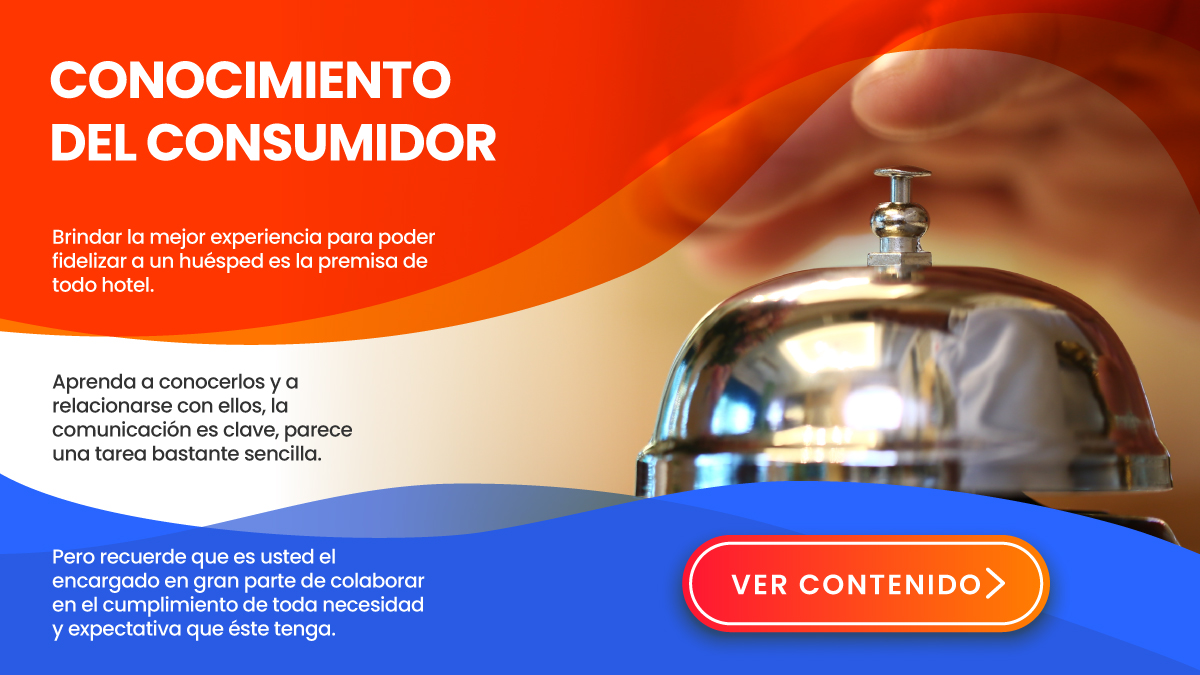 CONOCIMIENTO
DEL CONSUMIDOR
Brindar la mejor experiencia para poder
fidelizar a un huésped es la premisa de
todo hotel.
Aprenda a conocerlos y a
relacionarse con ellos, la
comunicación es clave, parece
una tarea bastante sencilla.
Pero recuerde que es usted el
encargado en gran parte de colaborar
en el cumplimiento de toda necesidad
y expectativa que éste tenga.
VER CONTENIDO